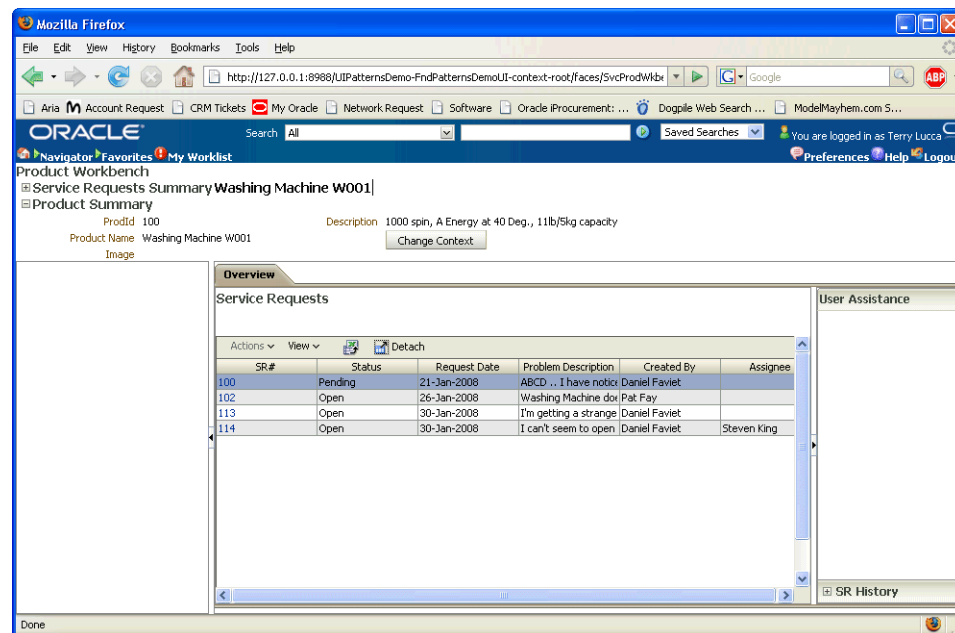 Mozilla Firefox
File Edit View History Bookmarks Tools Help
http://127.0.0.1:8988/UIPatternsDemo-FndPatternsDemoUI-context-root/faces/SvcProdWkbe G Google ABP
Aria Account Request CRM Tickets My Oracle Network Request Software Oracle iProcurement: ... Dogpile Web Search ... ModelMayhem.com S...
ORACLE Search All Saved Searches You are logged in as Terry Lucca
Navigator Favorites My Worklist Preferences Help Logou
Product Workbench
Service Requests Summary Washing Machine W001
Product Summary
ProdId 100 Description 1000 spin, A Energy at 40 Deg., 11lb/5kg capacity
Product Name Washing Machine W001 Change Context
Image
Overview
Service Requests User Assistance
Actions View Detach
SR# Status Request Date Problem Description Created By Assignee
100 Pending 21-Jan-2008 ABCD .. I have notice Daniel Faviet
102 Open 26-Jan-2008 Washing Machine doe Pat Fay
113 Open 30-Jan-2008 I'm getting a strange Daniel Faviet
114 Open 30-Jan-2008 I can't seem to open Daniel Faviet Steven King
SR History
Done